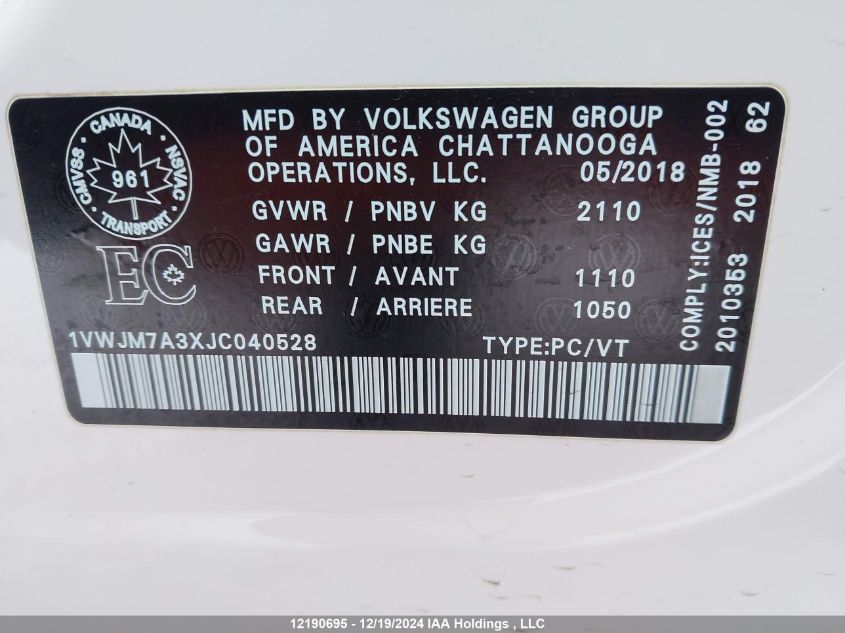 CANADA
CMVSS · NSVAC
961
TRANSPORT
EC
MFD BY VOLKSWAGEN GROUP
OF AMERICA CHATTANOOGA
OPERATIONS, LLC. 05/2018
GVWR / PNBV KG 2110
GAWR / PNBE KG
FRONT / AVANT 1110
REAR / ARRIERE 1050
1VWJM7A3XJC040528 TYPE:PC/VT
COMPLY:ICES/NMB-002
2010353 2018 62
12190695 - 12/19/2024 IAA Holdings , LLC